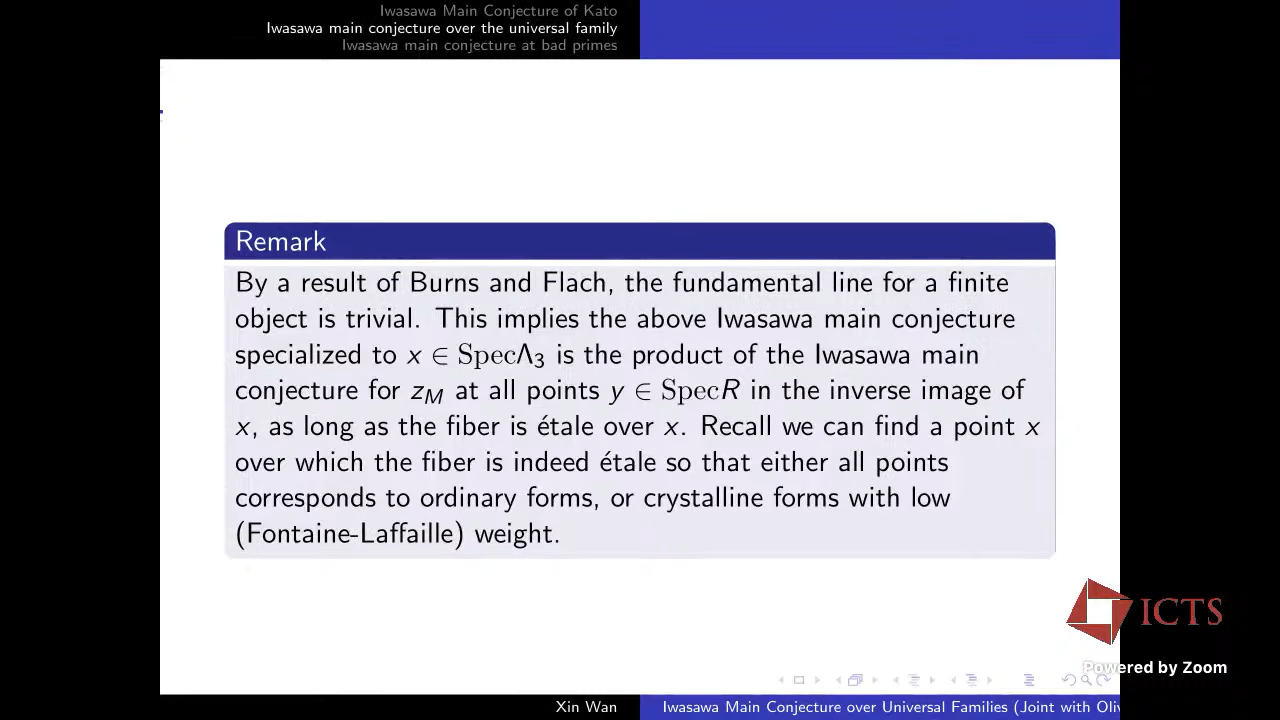 Iwasawa Main Conjecture of Kato
Iwasawa main conjecture over the universal family
Iwasawa main conjecture at bad primes
Remark
By a result of Burns and Flach, the fundamental line for a finite
object is trivial. This implies the above Iwasawa main conjecture
specialized to x ∈ SpecΛ₃ is the product of the Iwasawa main
conjecture for z_M at all points y ∈ SpecR in the inverse image of
x, as long as the fiber is étale over x. Recall we can find a point x
over which the fiber is indeed étale so that either all points
corresponds to ordinary forms, or crystalline forms with low
(Fontaine-Laffaille) weight.
ICTS
Powered by Zoom
Xin Wan
Iwasawa Main Conjecture over Universal Families (Joint with Oliv